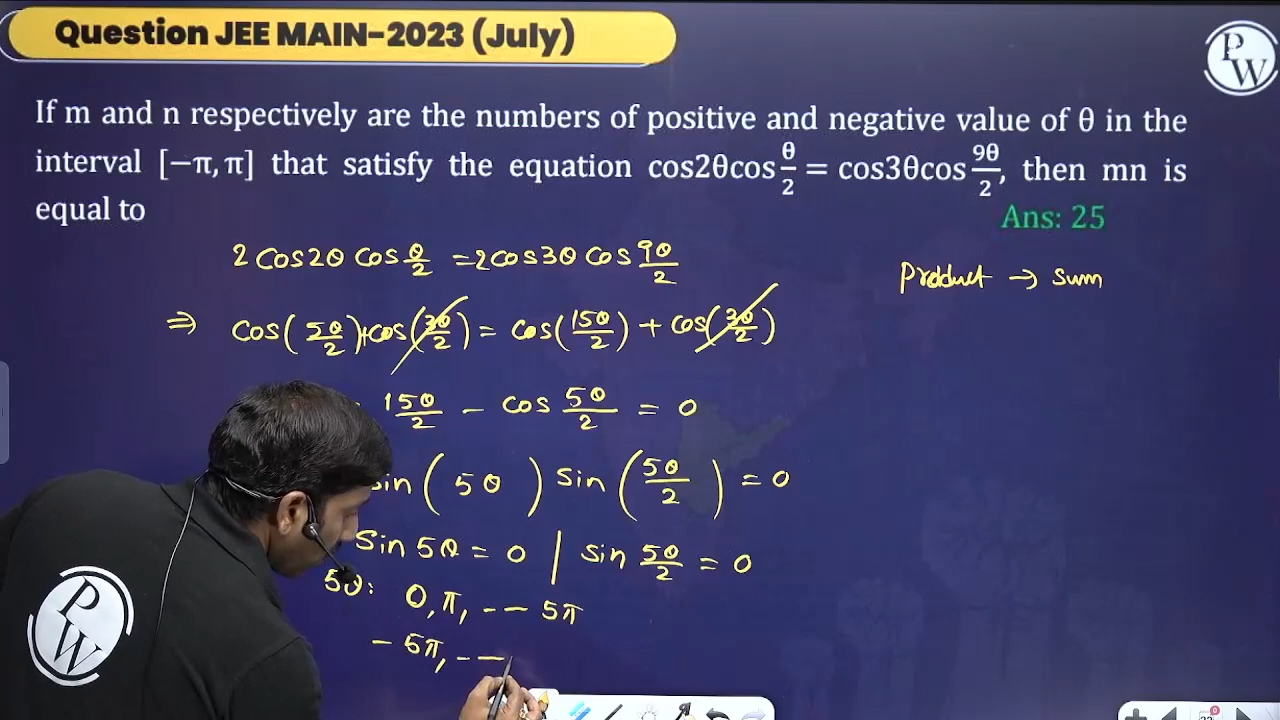 Question JEE MAIN-2023 (July)
PW
If m and n respectively are the numbers of positive and negative value of θ in the
interval [−π, π] that satisfy the equation cos2θcos θ/2 = cos3θcos 9θ/2, then mn is
equal to
Ans: 25
2 Cos2θ Cos θ/2 = 2cos3θ Cos 9θ/2
Product → Sum
⇒ Cos(5θ/2) + Cos(3θ/2) = Cos(15θ/2) + Cos(3θ/2)
15θ/2 − Cos 5θ/2 = 0
(5θ) Sin (5θ/2) = 0
Sin 5θ = 0 | Sin 5θ/2 = 0
5θ: 0, π, -- 5π
− 5π, --
PW